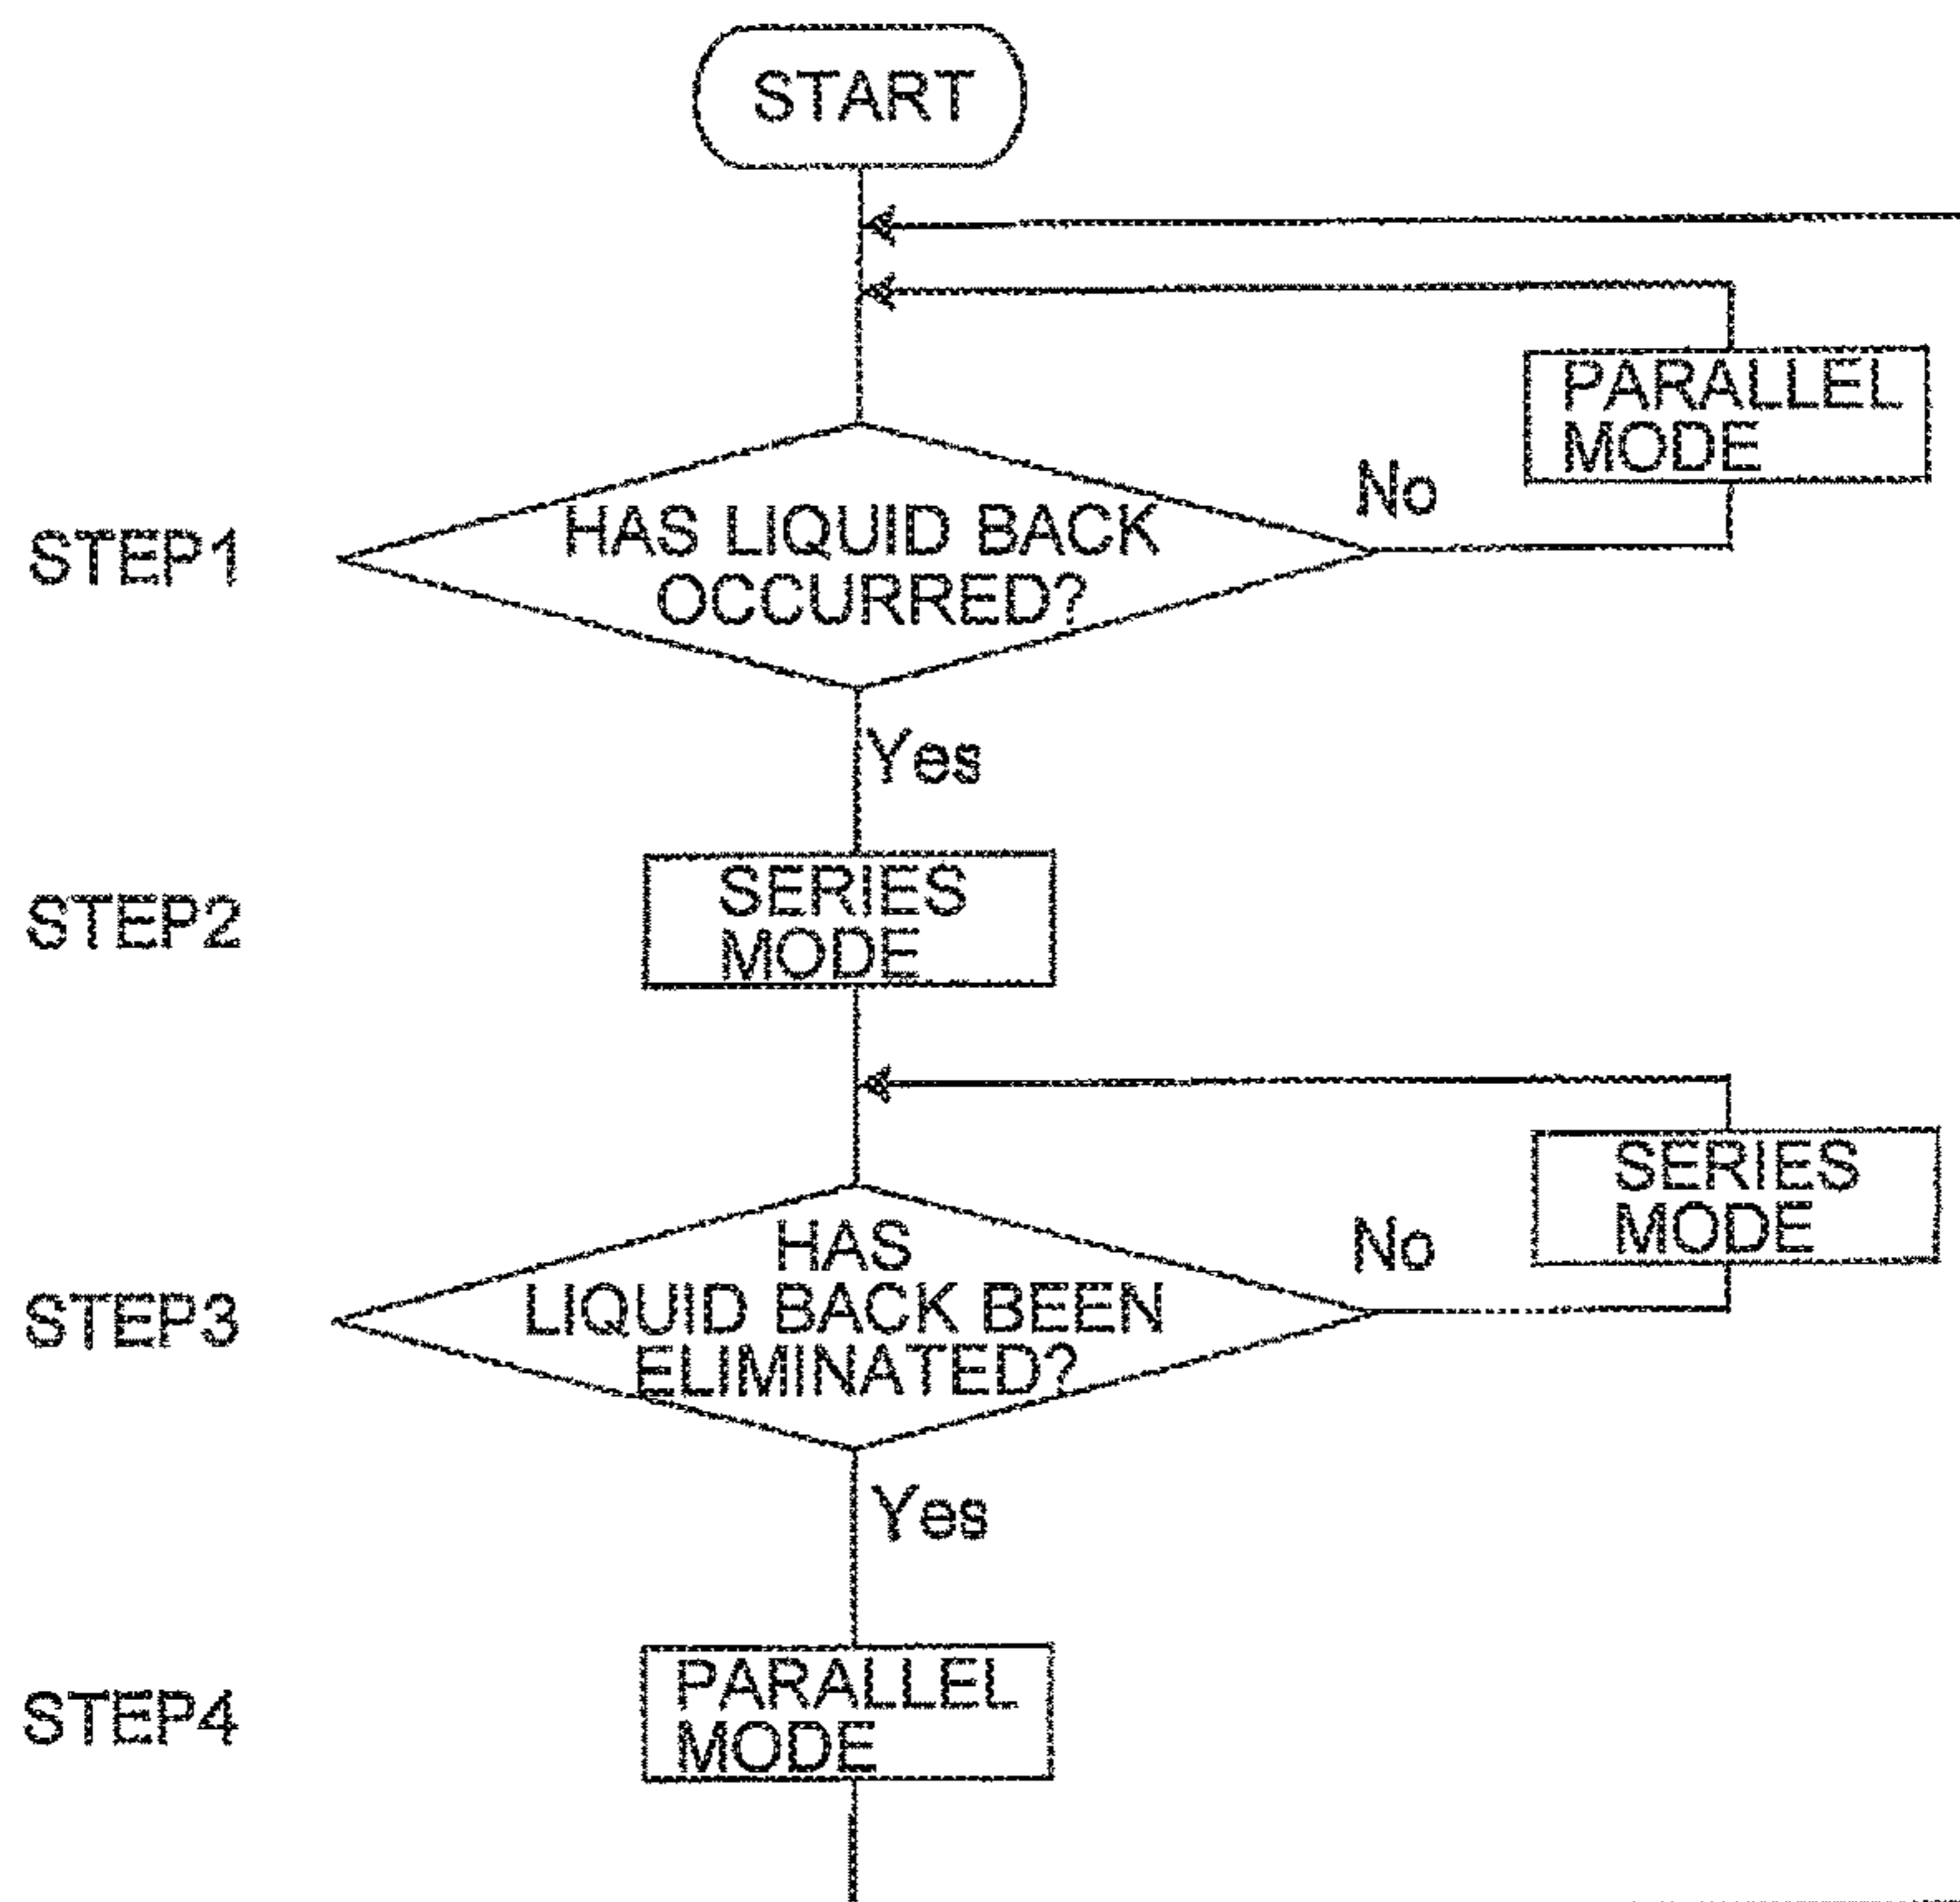 START
PARALLEL
MODE
No
STEP1
HAS LIQUID BACK
OCCURRED?
Yes
STEP2
SERIES
MODE
SERIES
MODE
No
STEP3
HAS
LIQUID BACK BEEN
ELIMINATED?
Yes
STEP4
PARALLEL
MODE